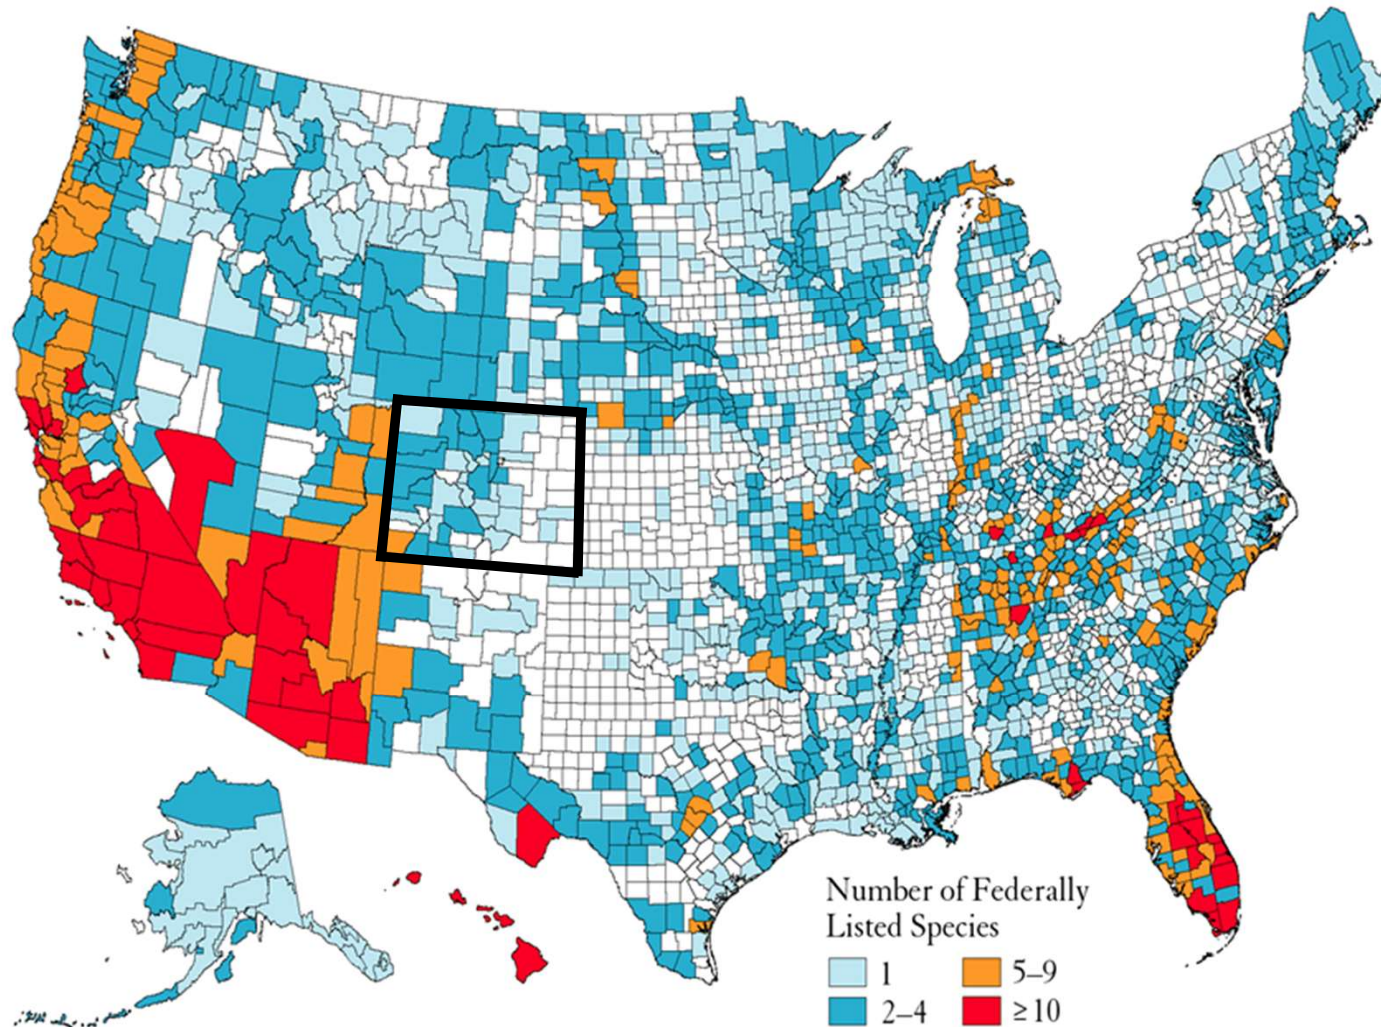 Number of Federally
Listed Species
1
5–9
2–4
≥10